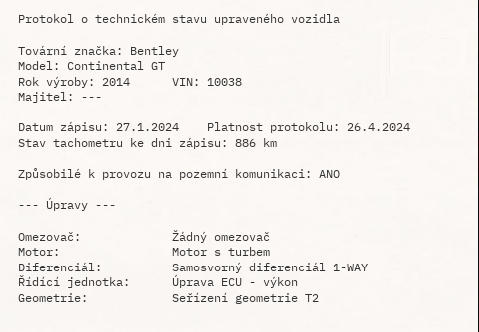 Protokol o technickém stavu upraveného vozidla
Tovární značka: Bentley
Model: Continental GT
Rok výroby: 2014 VIN: 10038
Majitel: ---
Datum zápisu: 27.1.2024 Platnost protokolu: 26.4.2024
Stav tachometru ke dni zápisu: 886 km
Způsobilé k provozu na pozemní komunikaci: ANO
--- Úpravy ---
Omezovač: Žádný omezovač
Motor: Motor s turbem
Diferenciál: Samosvorný diferenciál 1-WAY
Řídící jednotka: Úprava ECU - výkon
Geometrie: Seřízení geometrie T2